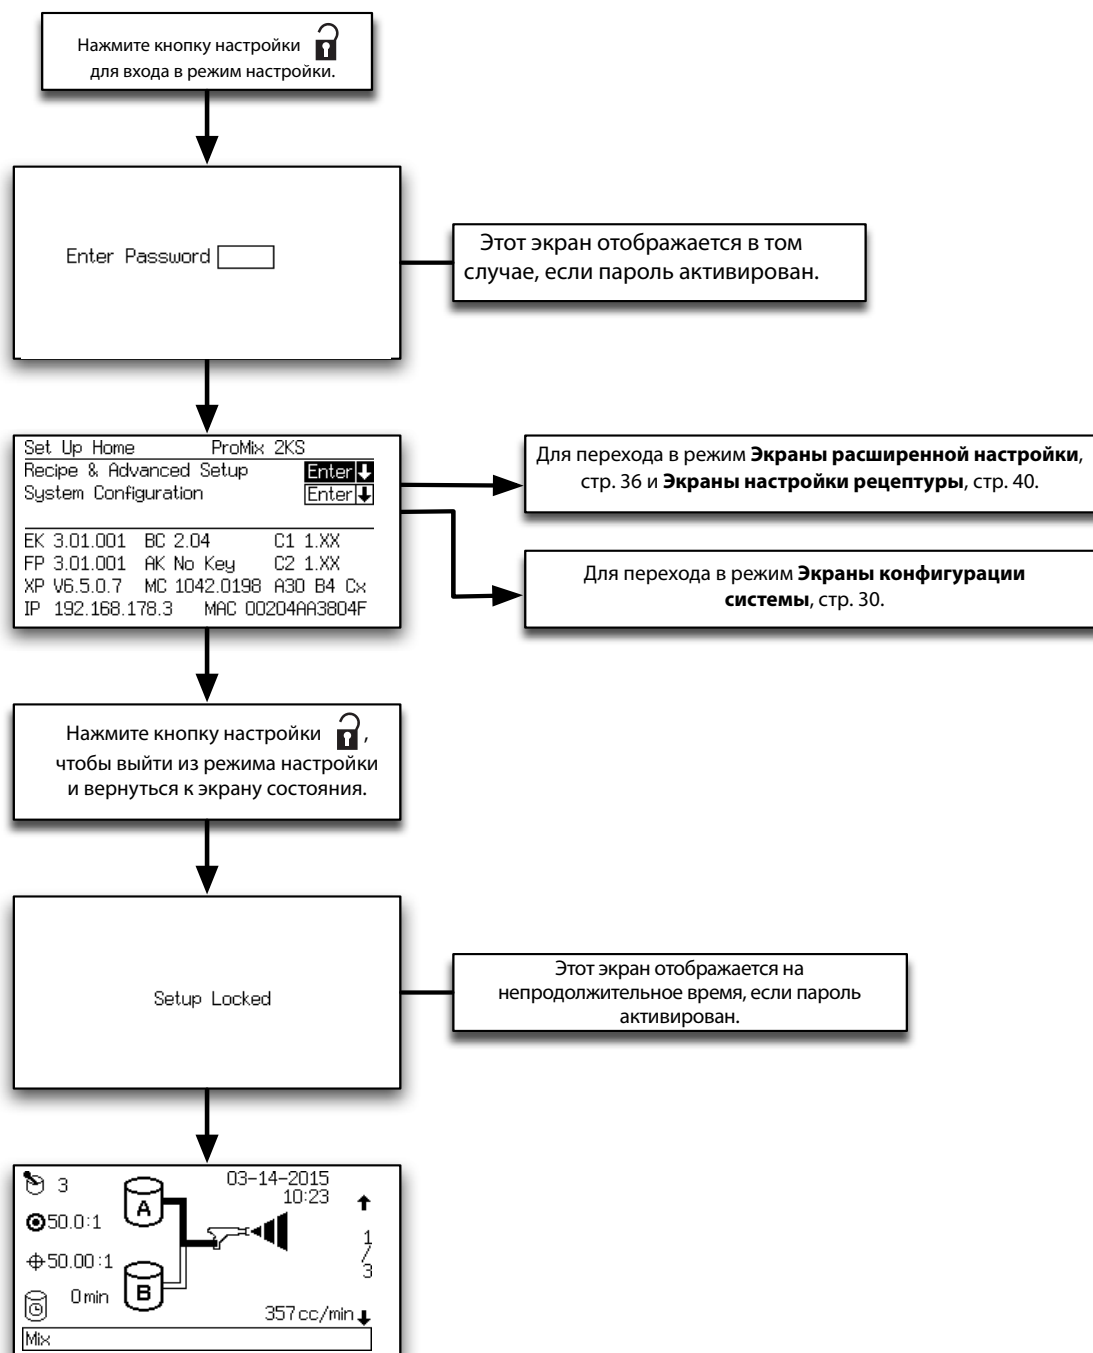 Нажмите кнопку настройки
для входа в режим настройки.
Enter Password
Этот экран отображается в том
случае, если пароль активирован.
Set Up Home ProMix 2KS
Recipe & Advanced Setup Enter
System Configuration Enter
EK 3.01.001 BC 2.04 C1 1.XX
FP 3.01.001 AK No Key C2 1.XX
XP V6.5.0.7 MC 1042.0198 A30 B4 Cx
IP 192.168.178.3 MAC 00204AA3804F
Для перехода в режим Экраны расширенной настройки,
стр. 36 и Экраны настройки рецептуры, стр. 40.
Для перехода в режим Экраны конфигурации
системы, стр. 30.
Нажмите кнопку настройки ,
чтобы выйти из режима настройки
и вернуться к экрану состояния.
Setup Locked
Этот экран отображается на
непродолжительное время, если пароль
активирован.
3
A
03-14-2015
10:23
50.0:1
1/3
50.00:1
0min
B
357cc/min
Mix